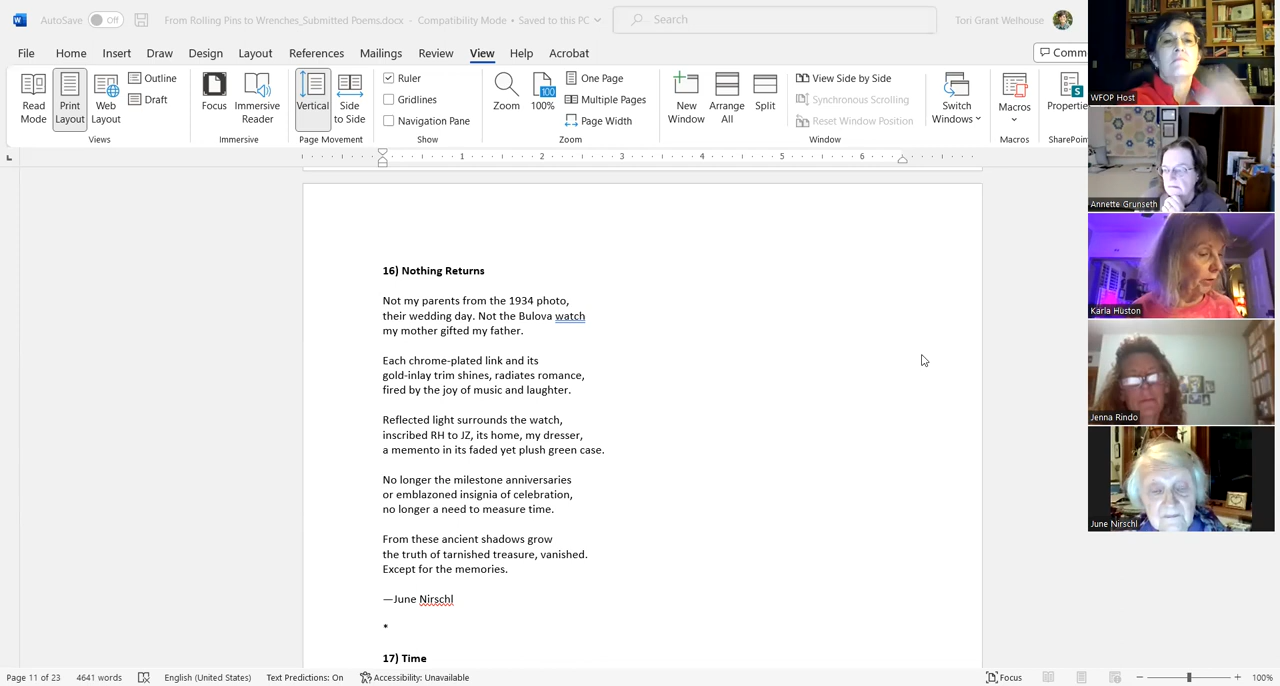 AutoSave Off From Rolling Pins to Wrenches_Submitted Poems.docx - Compatibility Mode • Saved to this PC Search Tori Grant Welhouse
File Home Insert Draw Design Layout References Mailings Review View Help Acrobat Comm
Read Mode Print Layout Web Layout Outline Draft
Focus Immersive Reader
Vertical Side to Side
Ruler
Gridlines
Navigation Pane
Zoom 100 100% One Page
Multiple Pages
Page Width
New Window Arrange All Split View Side by Side
Synchronous Scrolling
Reset Window Position
Switch Windows Macros Properties
Views Immersive Page Movement Show Zoom Window Macros SharePoin
1 2 3 4 5 6
16) Nothing Returns
Not my parents from the 1934 photo,
their wedding day. Not the Bulova watch
my mother gifted my father.
Each chrome-plated link and its
gold-inlay trim shines, radiates romance,
fired by the joy of music and laughter.
Reflected light surrounds the watch,
inscribed RH to JZ, its home, my dresser,
a memento in its faded yet plush green case.
No longer the milestone anniversaries
or emblazoned insignia of celebration,
no longer a need to measure time.
From these ancient shadows grow
the truth of tarnished treasure, vanished.
Except for the memories.
—June Nirschl
*
17) Time
WFOP Host
Annette Grunseth
Karla Huston
Jenna Rindo
June Nirschl
Page 11 of 23 4641 words English (United States) Text Predictions: On Accessibility: Unavailable Focus 100%